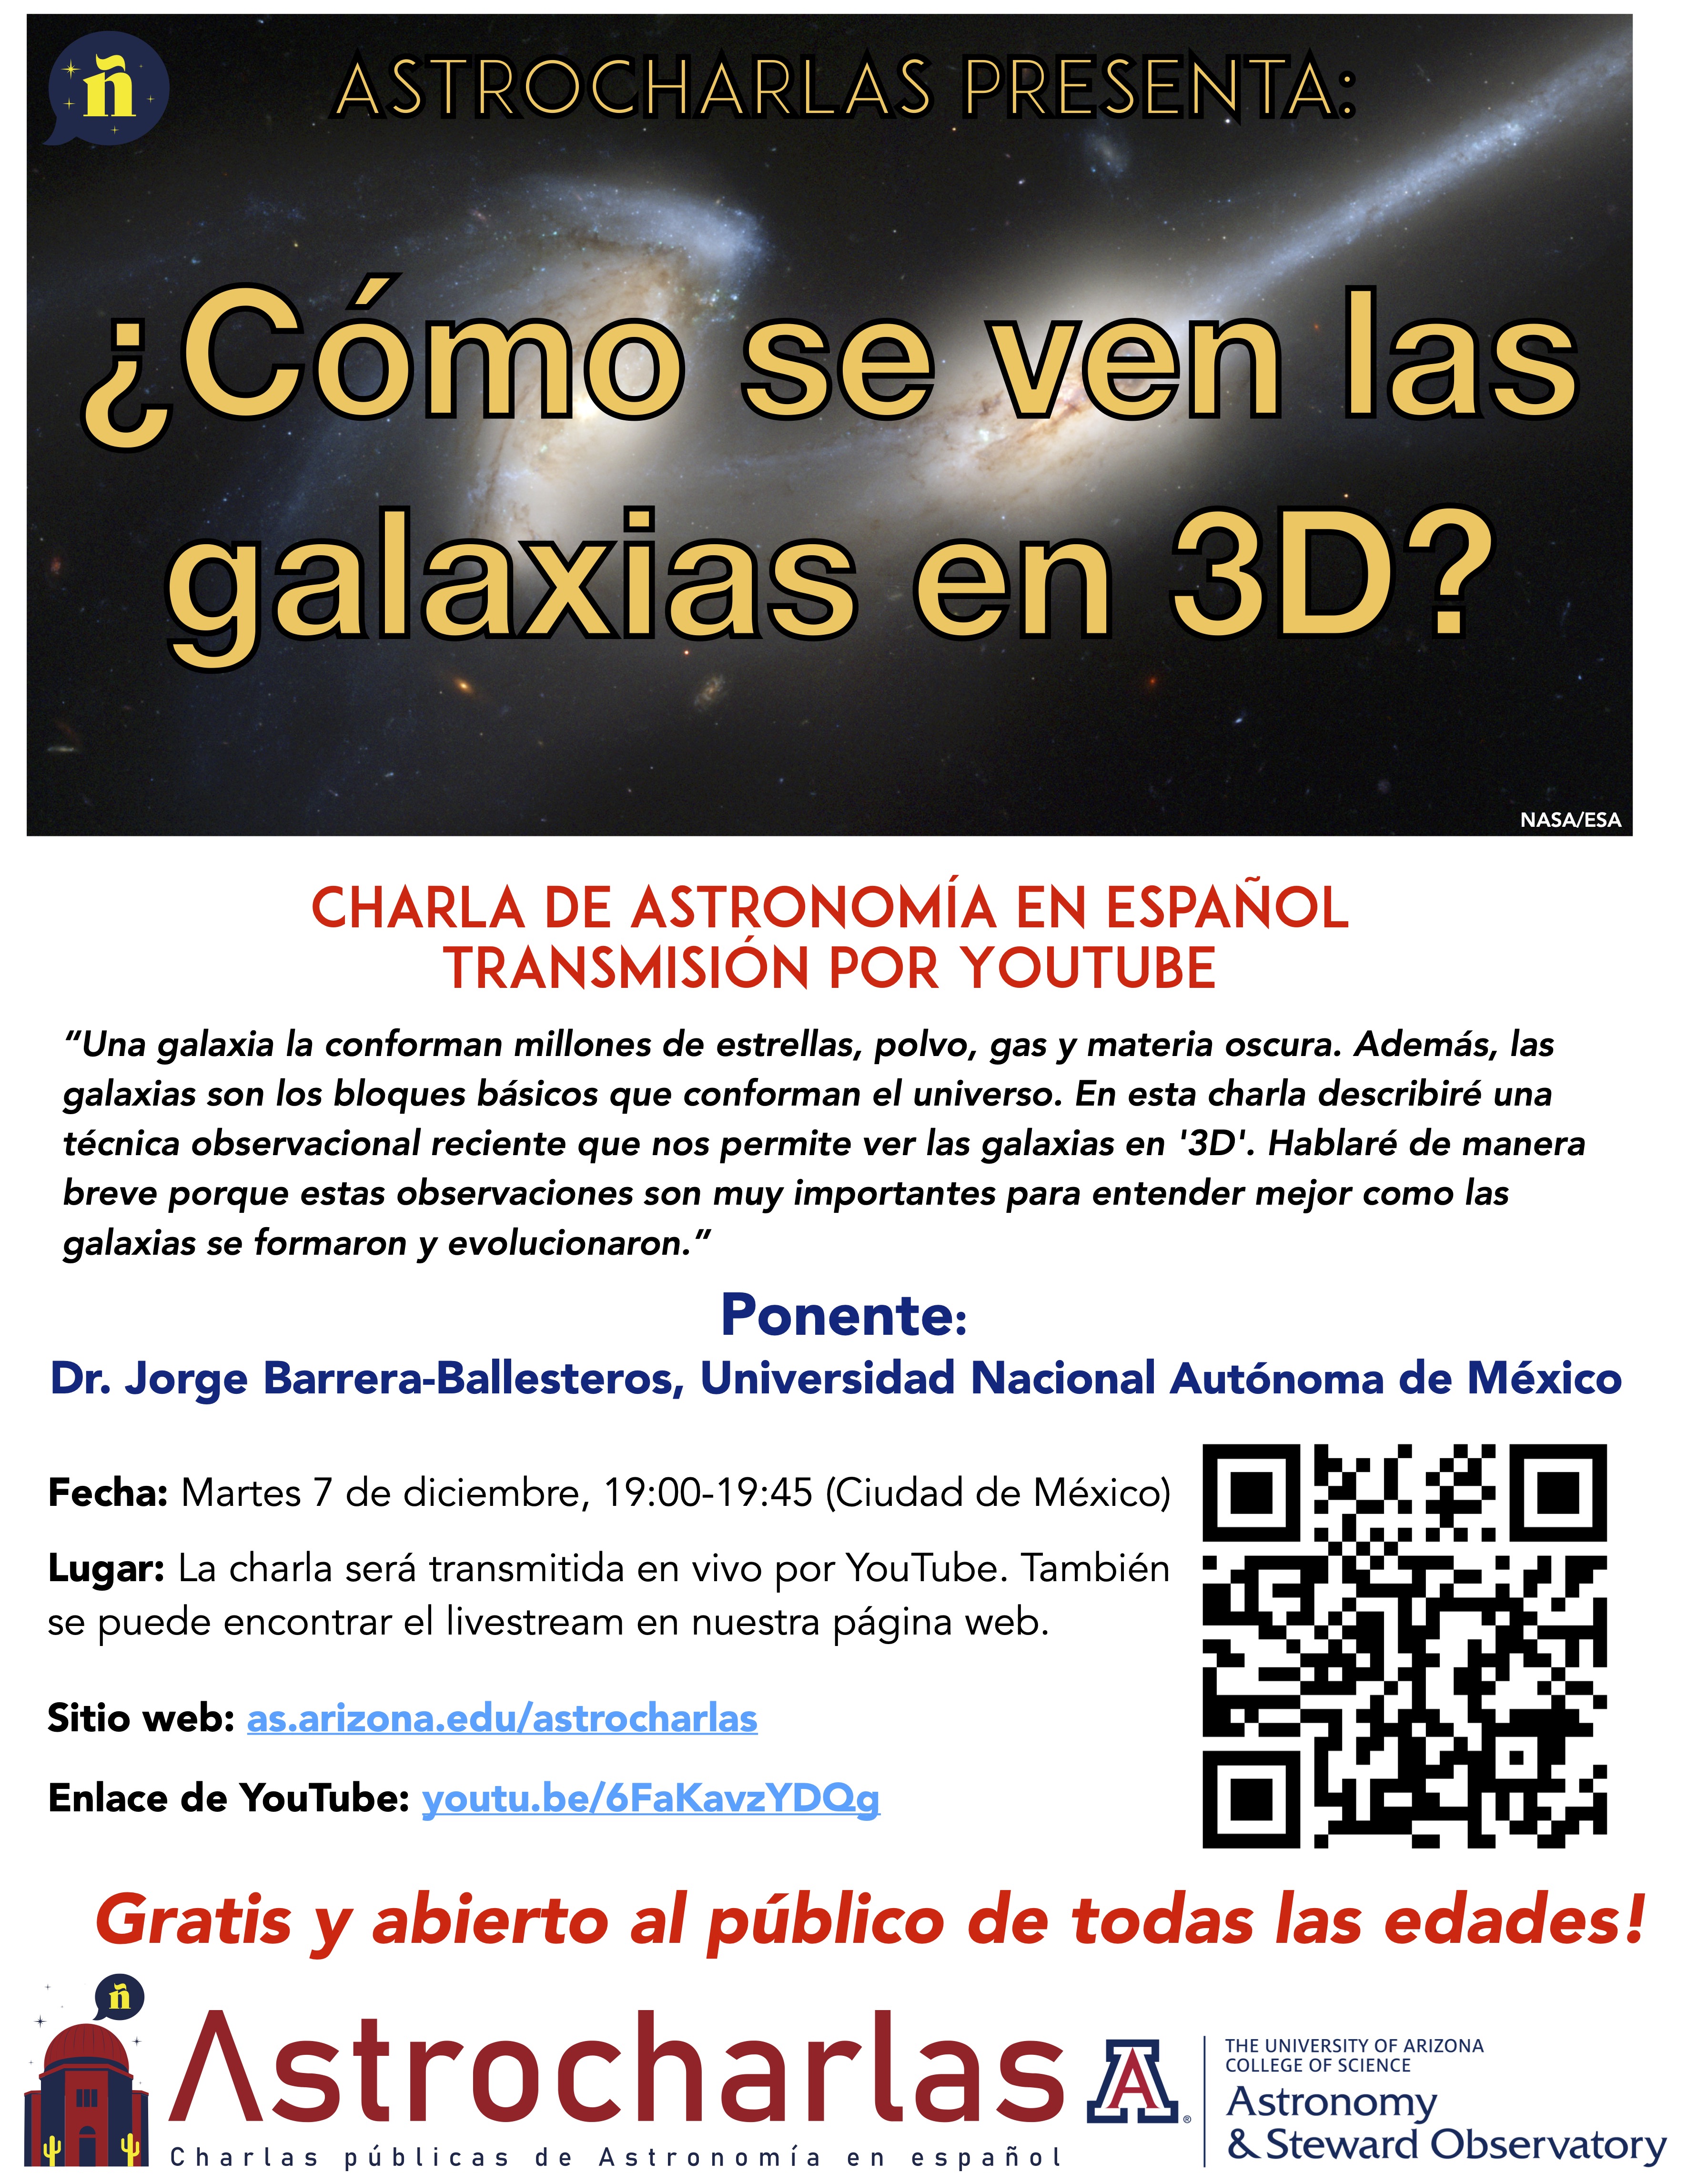 ñ
ASTROCHARLAS PRESENTA:
¿Cómo se ven las
galaxias en 3D?
NASA/ESA
CHARLA DE ASTRONOMÍA EN ESPAÑOL
TRANSMISIÓN POR YOUTUBE
“Una galaxia la conforman millones de estrellas, polvo, gas y materia oscura. Además, las
galaxias son los bloques básicos que conforman el universo. En esta charla describiré una
técnica observacional reciente que nos permite ver las galaxias en '3D'. Hablaré de manera
breve porque estas observaciones son muy importantes para entender mejor como las
galaxias se formaron y evolucionaron.”
Ponente:
Dr. Jorge Barrera-Ballesteros, Universidad Nacional Autónoma de México
Fecha: Martes 7 de diciembre, 19:00-19:45 (Ciudad de México)
Lugar: La charla será transmitida en vivo por YouTube. También
se puede encontrar el livestream en nuestra página web.
Sitio web: as.arizona.edu/astrocharlas
Enlace de YouTube: youtu.be/6FaKavzYDQg
Gratis y abierto al público de todas las edades!
ñ
Astrocharlas
Charlas públicas de Astronomía en español
A®
THE UNIVERSITY OF ARIZONA
COLLEGE OF SCIENCE
Astronomy
& Steward Observatory